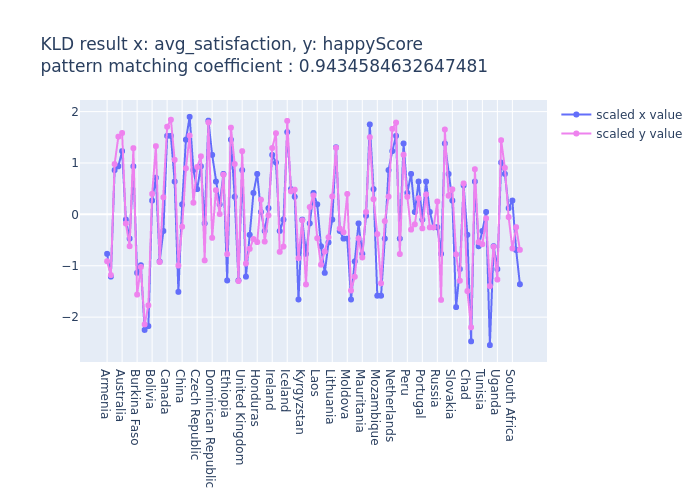 KLD result x: avg_satisfaction, y: happyScore
pattern matching coefficient : 0.9434584632647481
scaled x value
scaled y value
2
1
0
−1
−2
Armenia
Australia
Burkina Faso
Bolivia
Canada
China
Czech Republic
Dominican Republic
Ethiopia
United Kingdom
Honduras
Ireland
Iceland
Kyrgyzstan
Laos
Lithuania
Moldova
Mauritania
Mozambique
Netherlands
Peru
Portugal
Russia
Slovakia
Chad
Tunisia
Uganda
South Africa